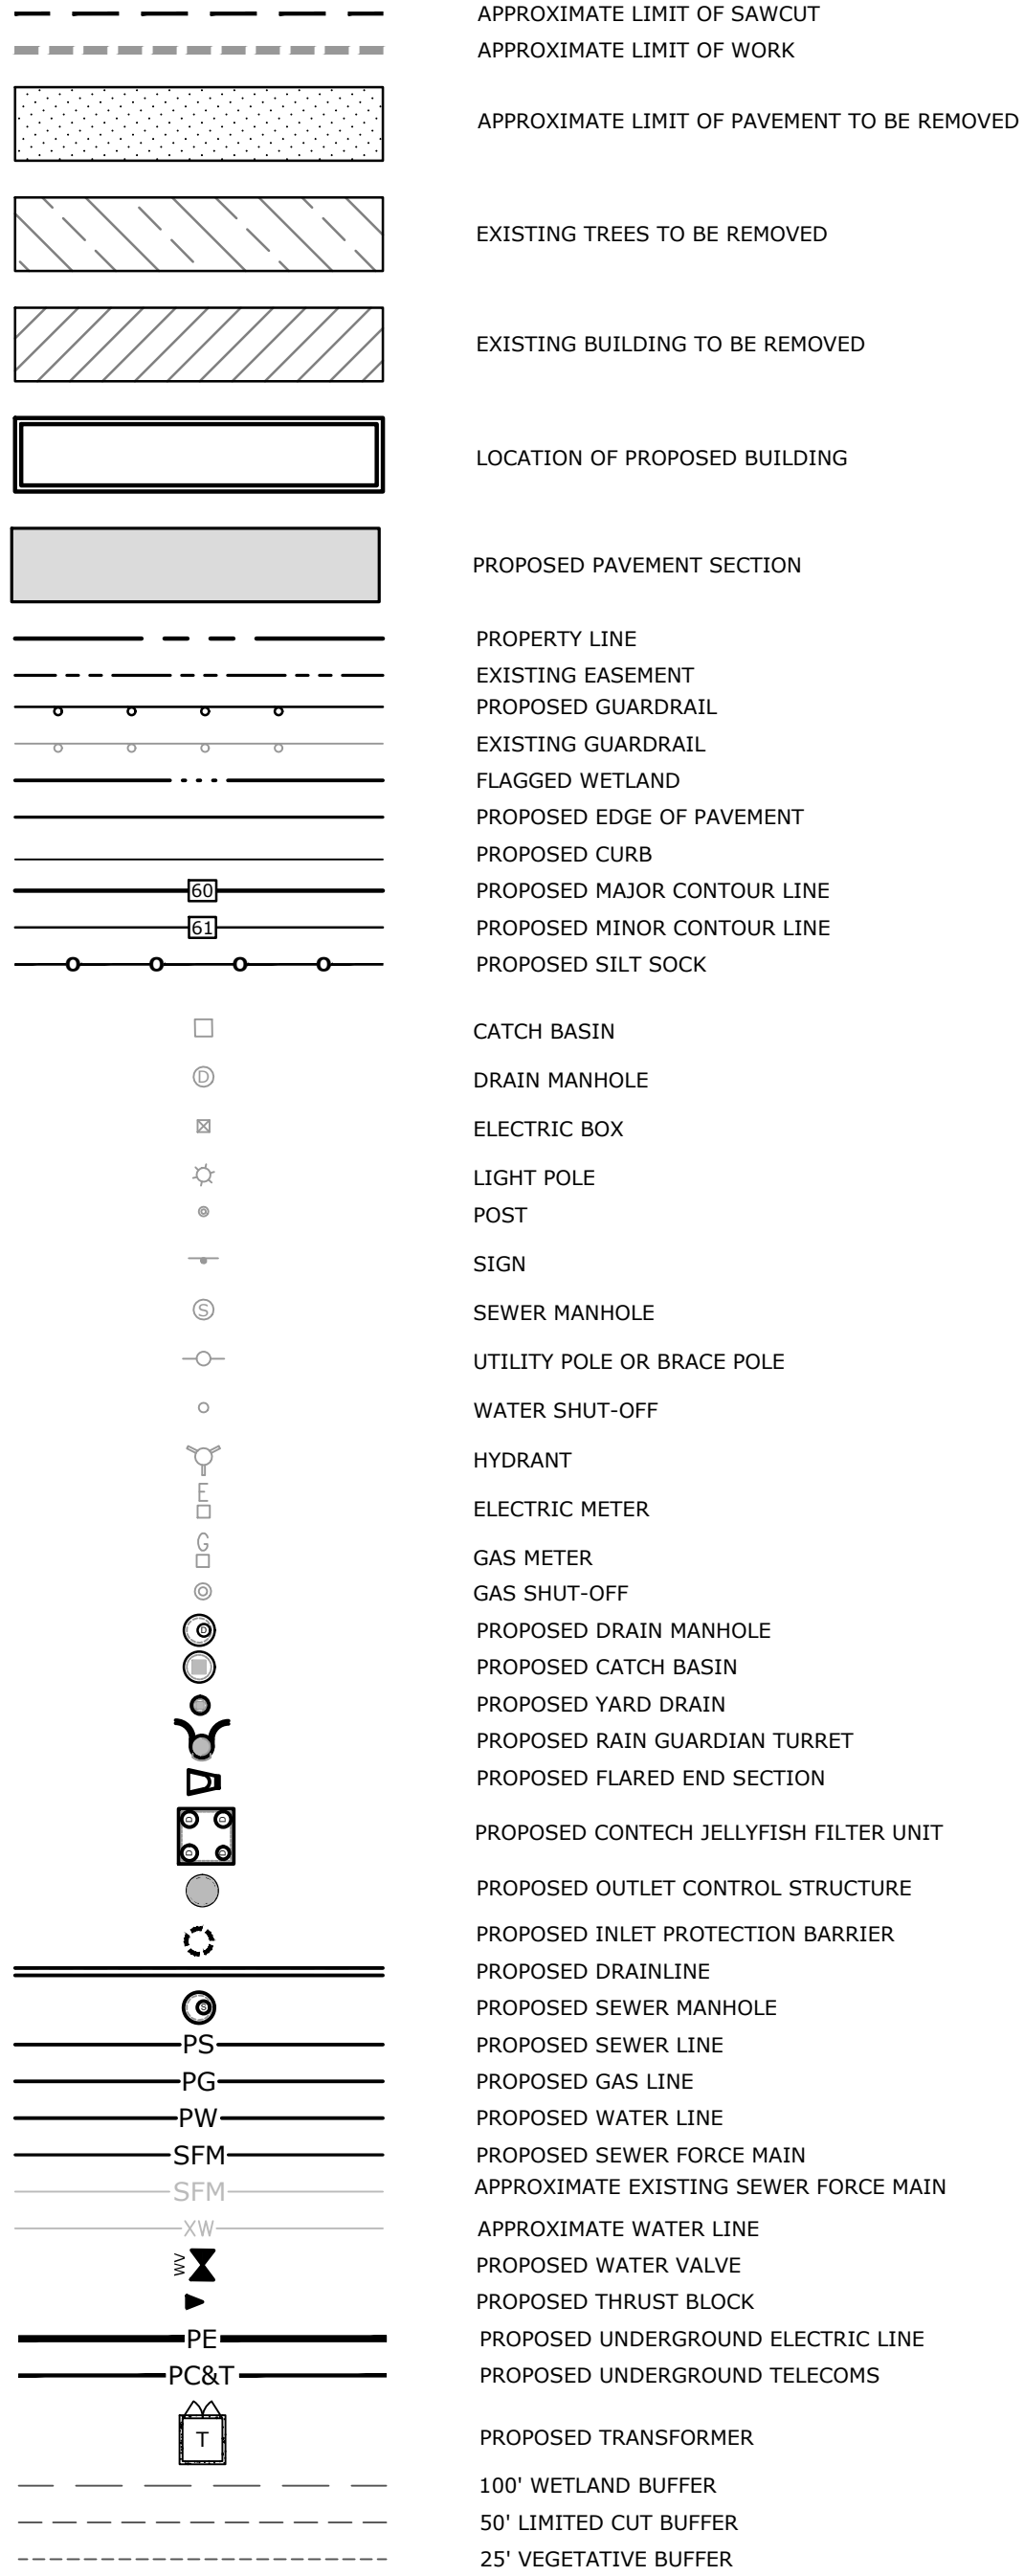 APPROXIMATE LIMIT OF SAWCUT
APPROXIMATE LIMIT OF WORK
APPROXIMATE LIMIT OF PAVEMENT TO BE REMOVED
EXISTING TREES TO BE REMOVED
EXISTING BUILDING TO BE REMOVED
LOCATION OF PROPOSED BUILDING
PROPOSED PAVEMENT SECTION
PROPERTY LINE
EXISTING EASEMENT
PROPOSED GUARDRAIL
EXISTING GUARDRAIL
FLAGGED WETLAND
PROPOSED EDGE OF PAVEMENT
PROPOSED CURB
60 PROPOSED MAJOR CONTOUR LINE
61 PROPOSED MINOR CONTOUR LINE
PROPOSED SILT SOCK
CATCH BASIN
D DRAIN MANHOLE
ELECTRIC BOX
LIGHT POLE
POST
SIGN
S SEWER MANHOLE
UTILITY POLE OR BRACE POLE
WATER SHUT-OFF
HYDRANT
E ELECTRIC METER
G GAS METER
GAS SHUT-OFF
D PROPOSED DRAIN MANHOLE
PROPOSED CATCH BASIN
PROPOSED YARD DRAIN
PROPOSED RAIN GUARDIAN TURRET
PROPOSED FLARED END SECTION
PROPOSED CONTECH JELLYFISH FILTER UNIT
PROPOSED OUTLET CONTROL STRUCTURE
PROPOSED INLET PROTECTION BARRIER
PROPOSED DRAINLINE
S PROPOSED SEWER MANHOLE
PS PROPOSED SEWER LINE
PG PROPOSED GAS LINE
PW PROPOSED WATER LINE
SFM PROPOSED SEWER FORCE MAIN
SFM APPROXIMATE EXISTING SEWER FORCE MAIN
XW APPROXIMATE WATER LINE
WV PROPOSED WATER VALVE
PROPOSED THRUST BLOCK
PE PROPOSED UNDERGROUND ELECTRIC LINE
PC&T PROPOSED UNDERGROUND TELECOMS
T PROPOSED TRANSFORMER
100' WETLAND BUFFER
50' LIMITED CUT BUFFER
25' VEGETATIVE BUFFER